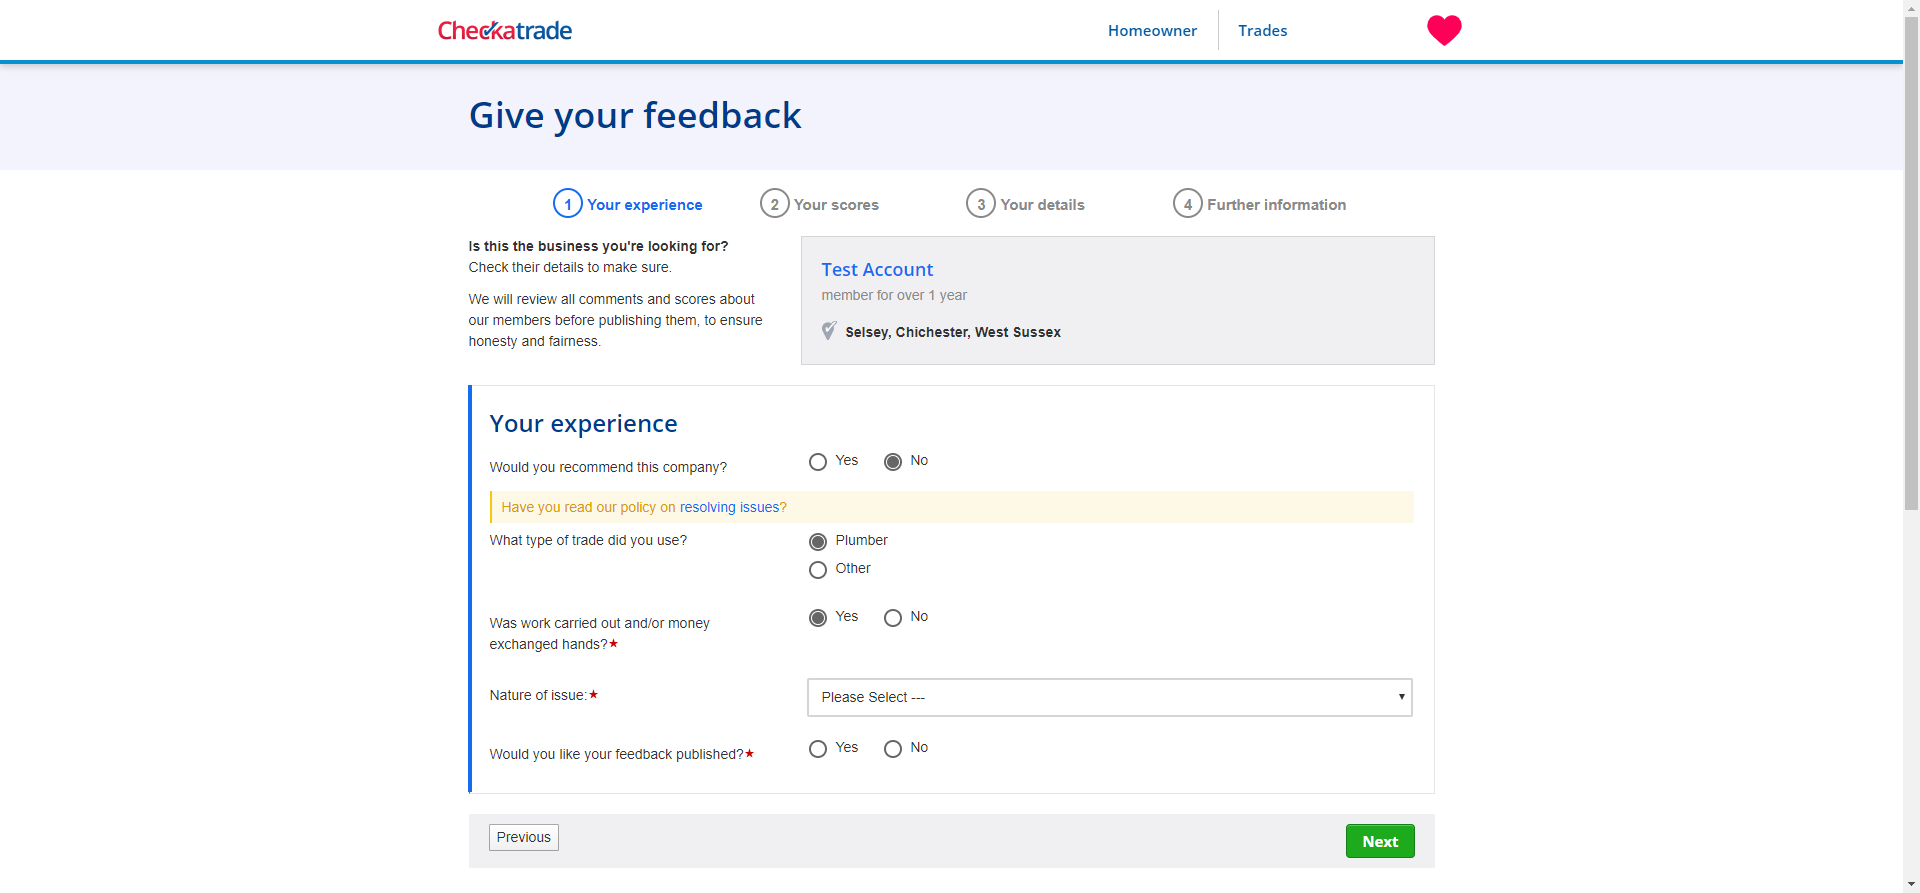 Checkatrade
Homeowner
Trades
Give your feedback
1 Your experience
2 Your scores
3 Your details
4 Further information
Is this the business you're looking for?
Check their details to make sure.
We will review all comments and scores about
our members before publishing them, to ensure
honesty and fairness.
Test Account
member for over 1 year
Selsey, Chichester, West Sussex
Your experience
Would you recommend this company?
Yes
No
Have you read our policy on resolving issues?
What type of trade did you use?
Plumber
Other
Was work carried out and/or money
exchanged hands?★
Yes
No
Nature of issue:★
Please Select ---
Would you like your feedback published?★
Yes
No
Previous
Next